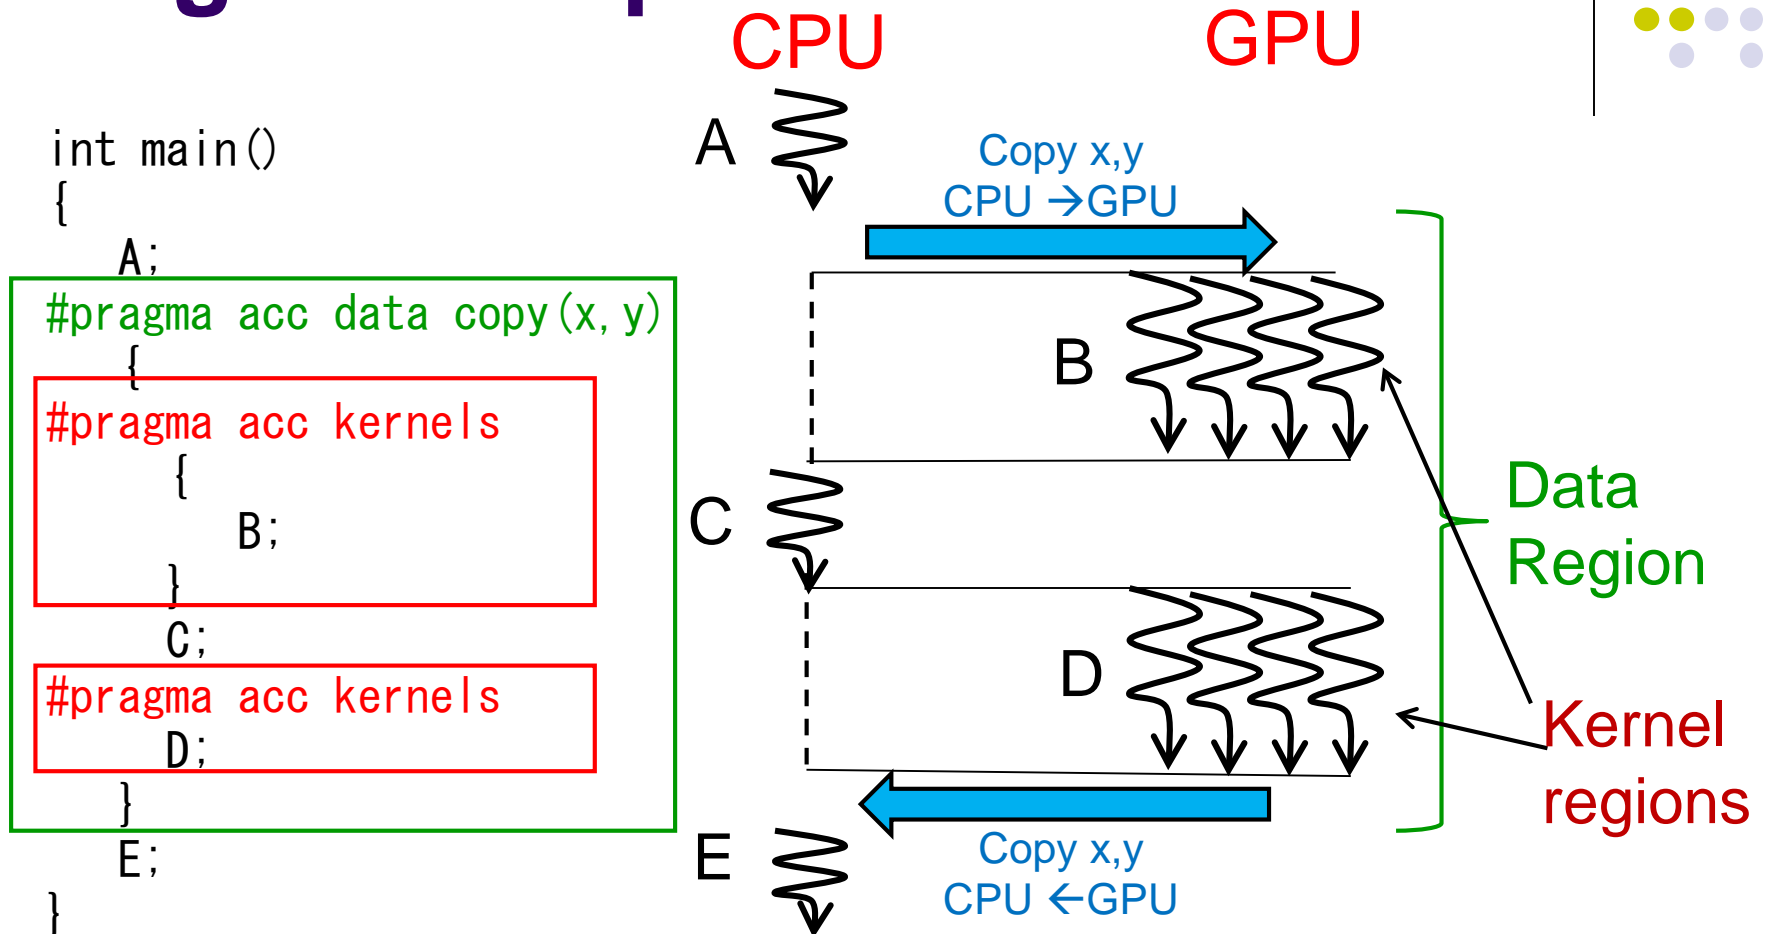 CPU
GPU
int main()
{
A;
#pragma acc data copy(x,y)
{
#pragma acc kernels
{
B;
}
C;
#pragma acc kernels
D;
}
E;
}
A
Copy x,y
CPU →GPU
B
C
D
E
Copy x,y
CPU ←GPU
Data
Region
Kernel
regions